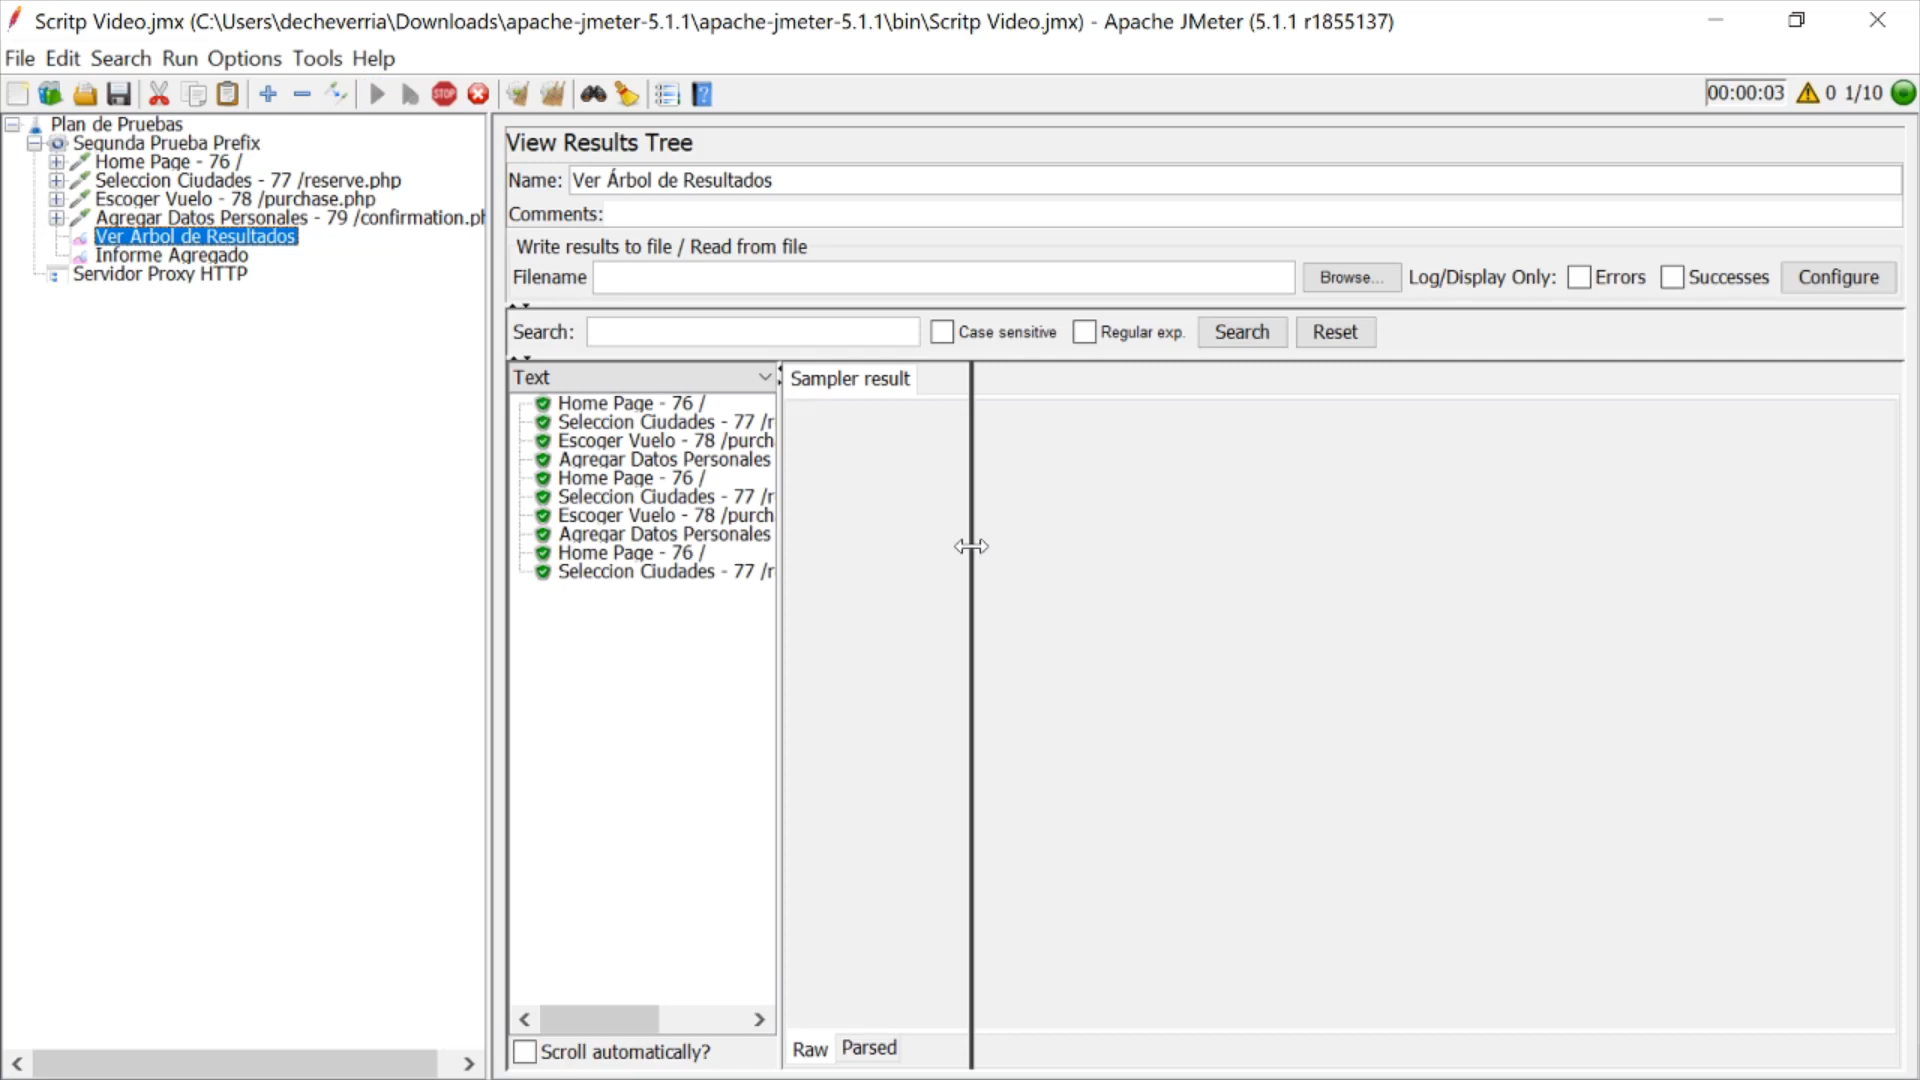 Scritp Video.jmx (C:\Users\decheverria\Downloads\apache-jmeter-5.1.1\apache-jmeter-5.1.1\bin\Scritp Video.jmx) - Apache JMeter (5.1.1 r1855137)
File Edit Search Run Options Tools Help
STOP
00:00:03 0 1/10
Plan de Pruebas
Segunda Prueba Prefix
Home Page - 76 /
Seleccion Ciudades - 77 /reserve.php
Escoger Vuelo - 78 /purchase.php
Agregar Datos Personales - 79 /confirmation.ph
Ver Árbol de Resultados
Informe Agregado
Servidor Proxy HTTP
View Results Tree
Name: Ver Árbol de Resultados
Comments:
Write results to file / Read from file
Filename Browse... Log/Display Only: Errors Successes Configure
Search: Case sensitive Regular exp. Search Reset
Text
Sampler result
Home Page - 76 /
Seleccion Ciudades - 77 /r
Escoger Vuelo - 78 /purch
Agregar Datos Personales
Home Page - 76 /
Seleccion Ciudades - 77 /r
Escoger Vuelo - 78 /purch
Agregar Datos Personales
Home Page - 76 /
Seleccion Ciudades - 77 /r
Scroll automatically?
Raw Parsed